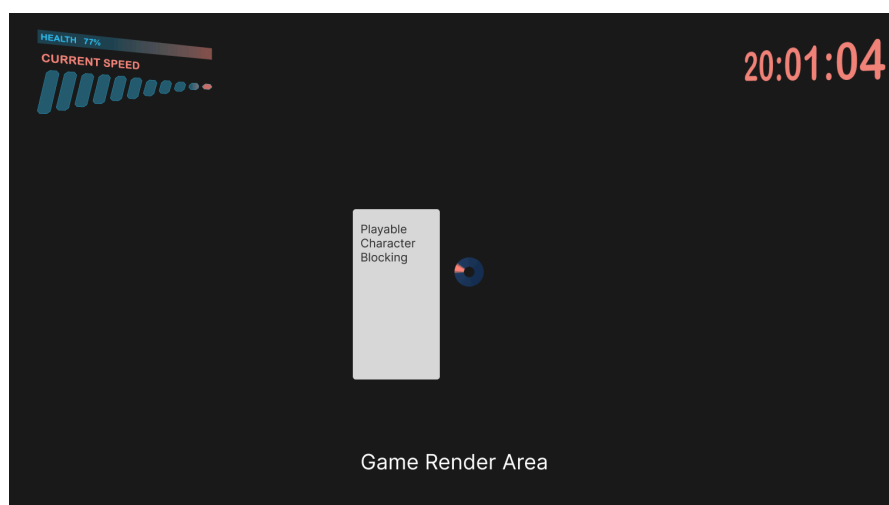 HEALTH 77%
CURRENT SPEED
20:01:04
Playable
Character
Blocking
Game Render Area